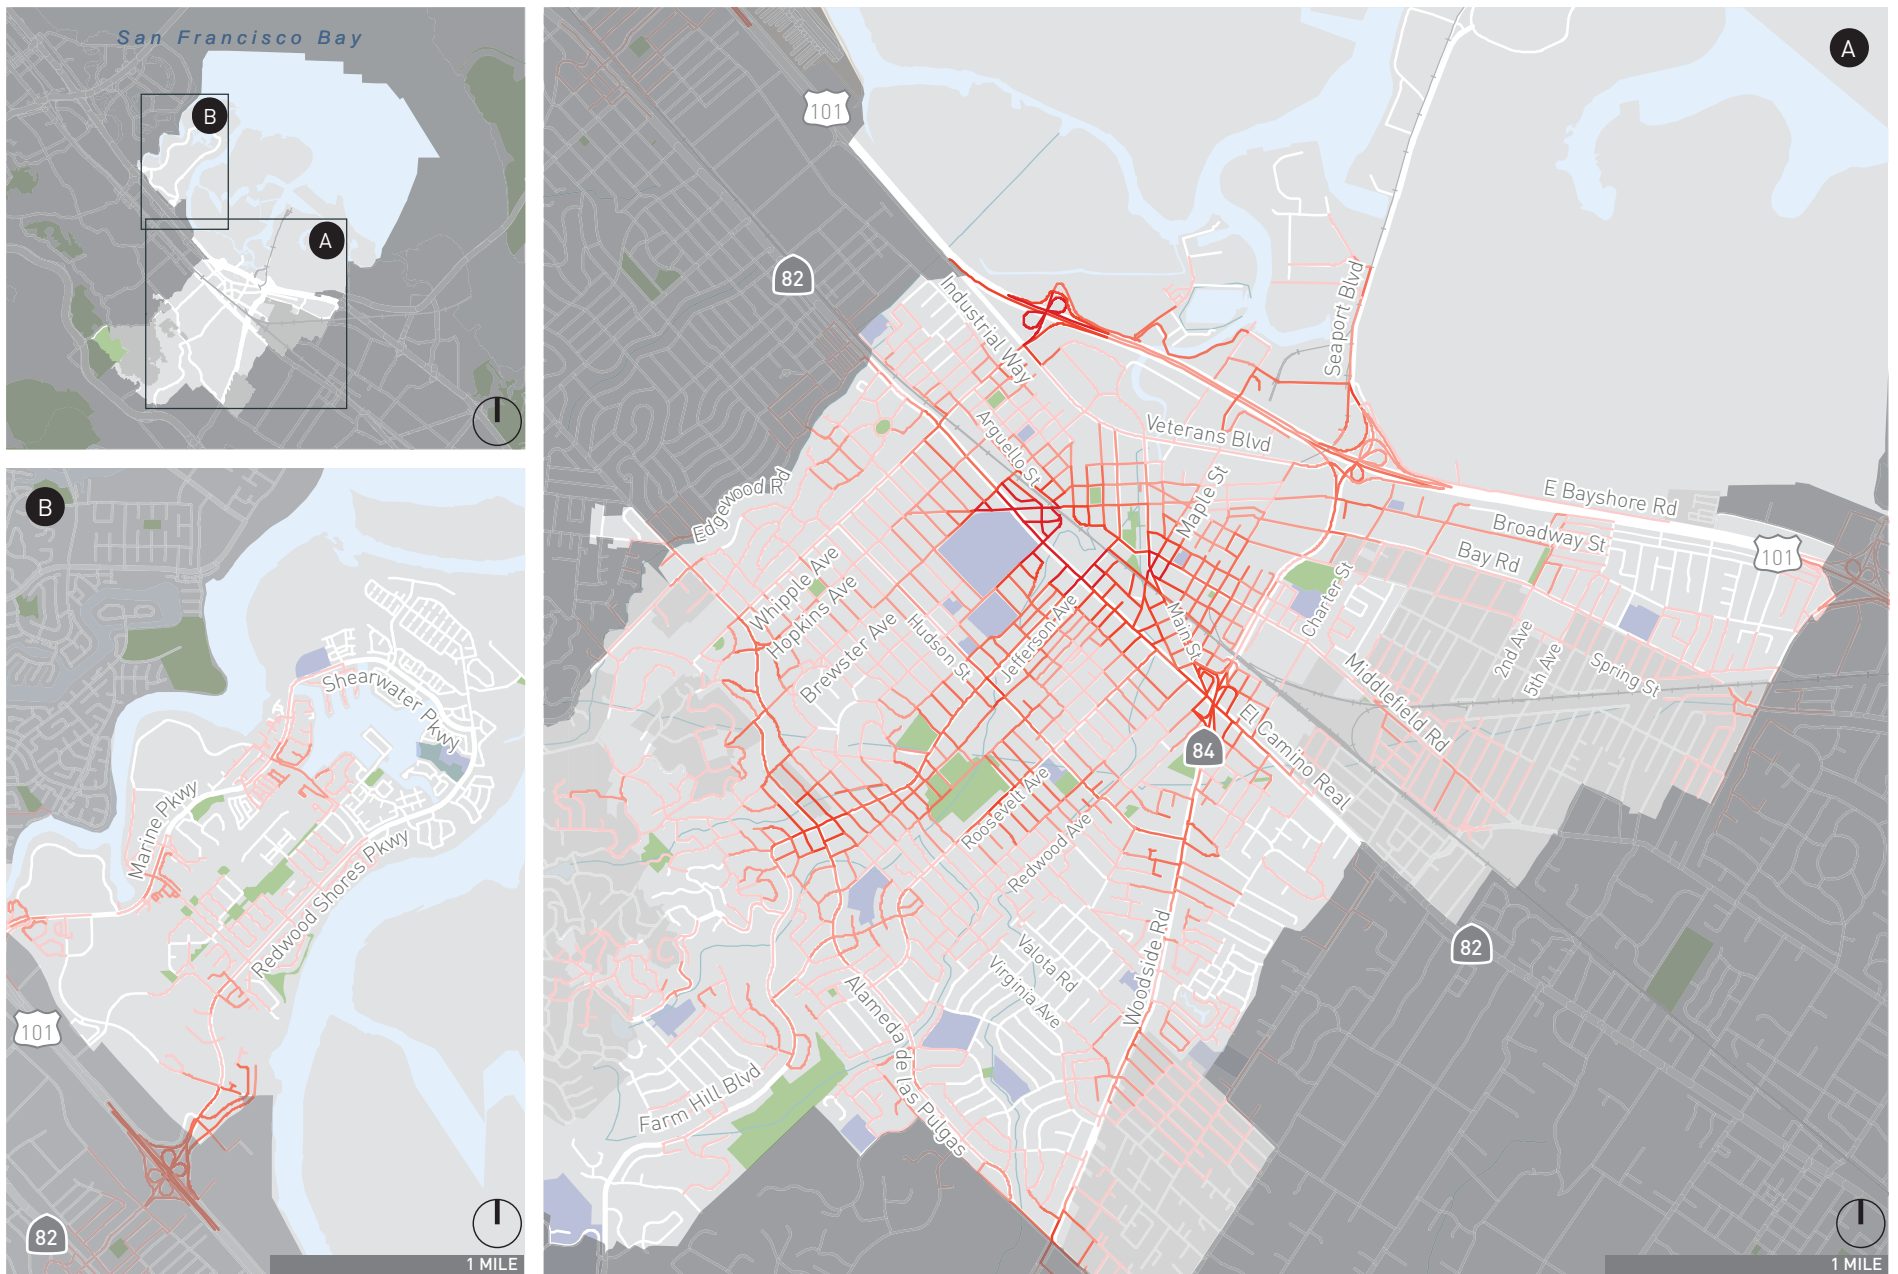 San Francisco Bay
B
A
B
Shearwater Pkwy
Marine Pkwy
Redwood Shores Pkwy
101
82
1 MILE
A
101
82
Industrial Way
Seaport Blvd
Arguello St
Veterans Blvd
Maple St
E Bayshore Rd
Broadway St
Bay Rd
101
Edgewood Rd
Whipple Ave
Hopkins Ave
Brewster Ave
Hudson St
Jefferson Ave
Main St
Charter St
2nd Ave
5th Ave
Spring St
Middlefield Rd
El Camino Real
84
Roosevelt Ave
Redwood Ave
Woodside Rd
Valota Rd
Virginia Ave
82
Alameda de las Pulgas
Farm Hill Blvd
1 MILE